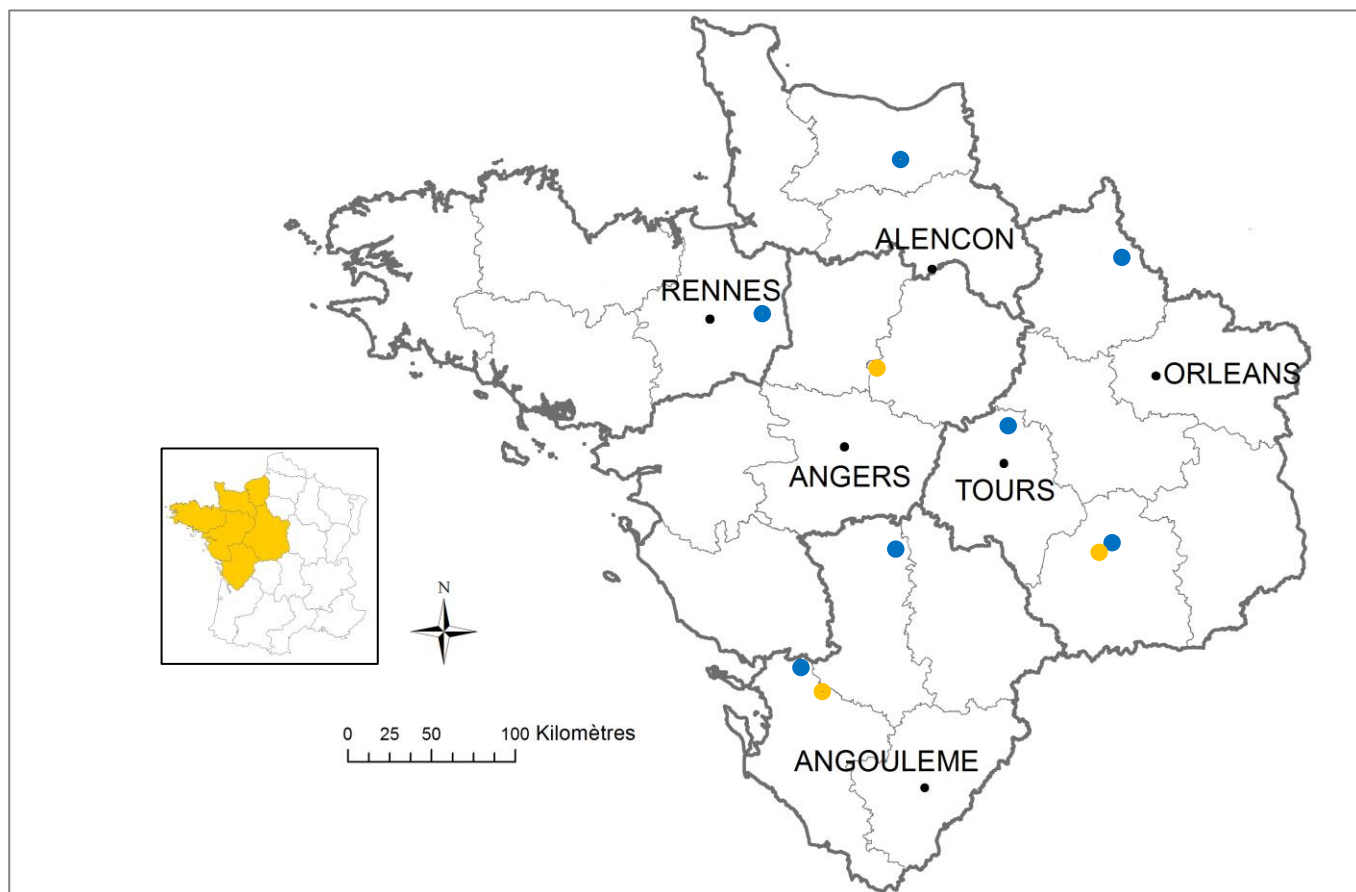 ALENCON
RENNES
ORLEANS
ANGERS
TOURS
N
0 25 50 100 Kilomètres
ANGOULEME